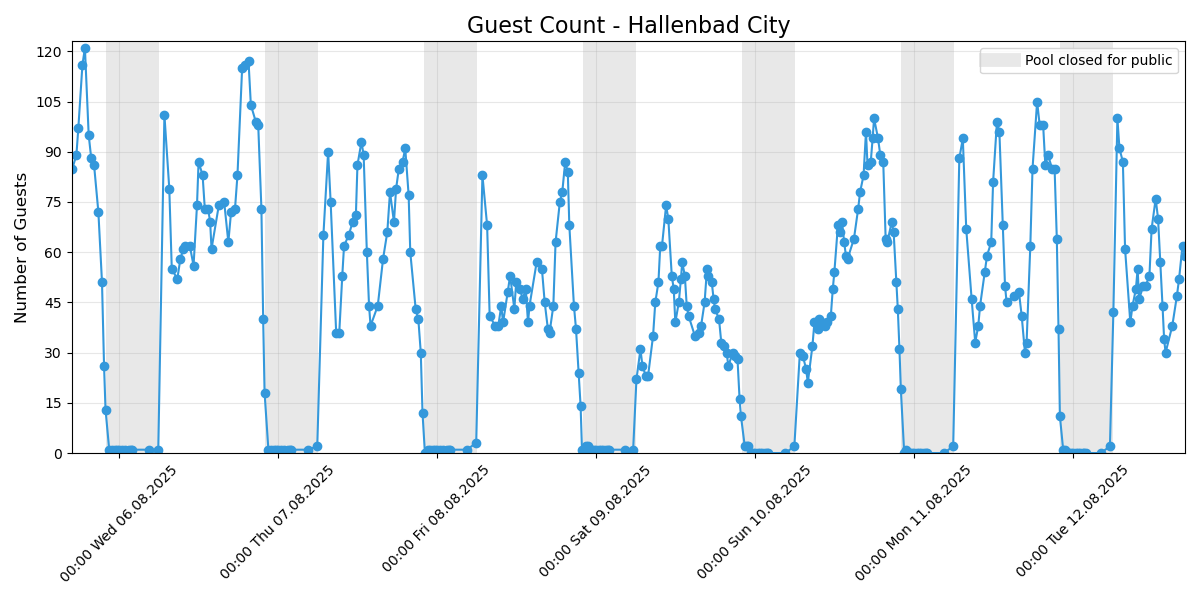 Guest Count - Hallenbad City
Pool closed for public
Number of Guests
120
105
90
75
60
45
30
15
0
00:00 Wed 06.08.2025
00:00 Thu 07.08.2025
00:00 Fri 08.08.2025
00:00 Sat 09.08.2025
00:00 Sun 10.08.2025
00:00 Mon 11.08.2025
00:00 Tue 12.08.2025